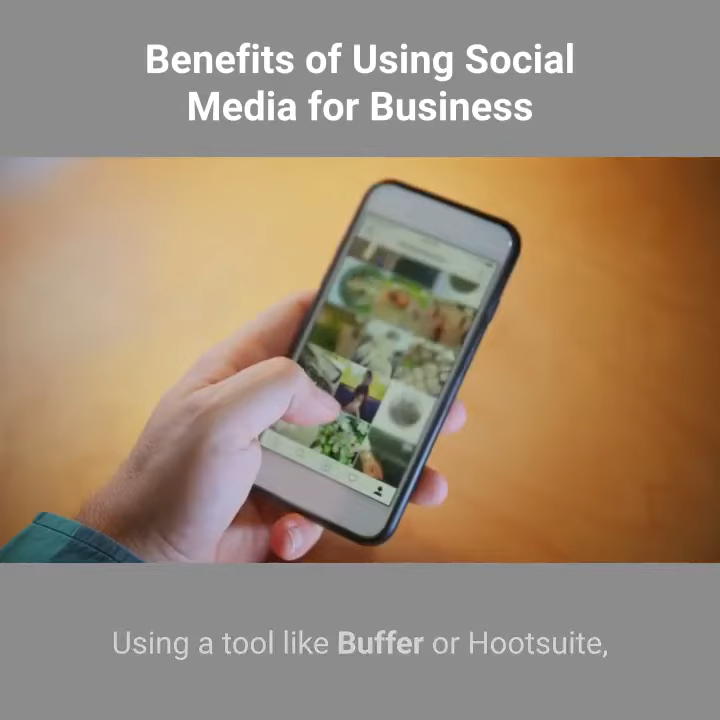 Benefits of Using Social
Media for Business
Using a tool like Buffer or Hootsuite,